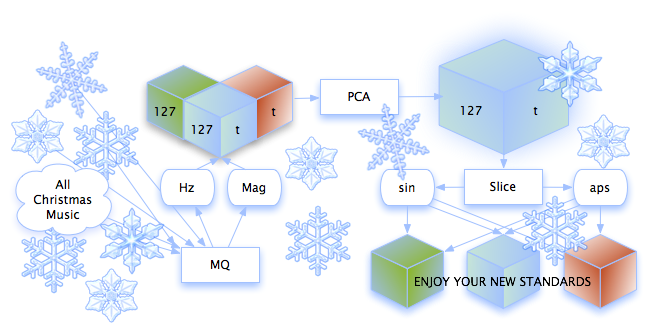 127
127
t
t
PCA
127
t
All
Christmas
Music
Hz
Mag
sin
Slice
aps
MQ
ENJOY YOUR NEW STANDARDS